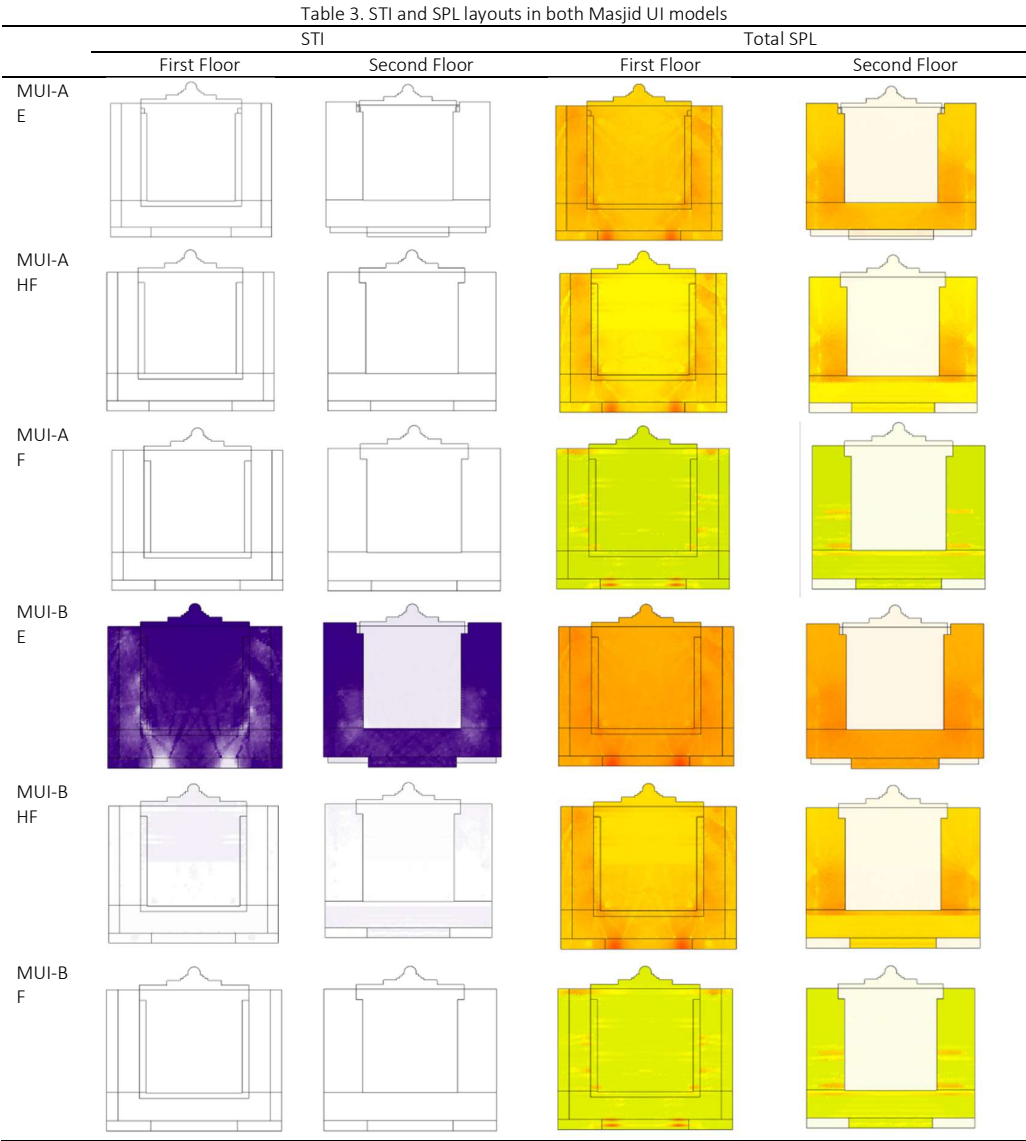 Table 3. STI and SPL layouts in both Masjid UI models
STI Total SPL
First Floor Second Floor First Floor Second Floor
MUI-A
E
MUI-A
HF
MUI-A
F
MUI-B
E
MUI-B
HF
MUI-B
F